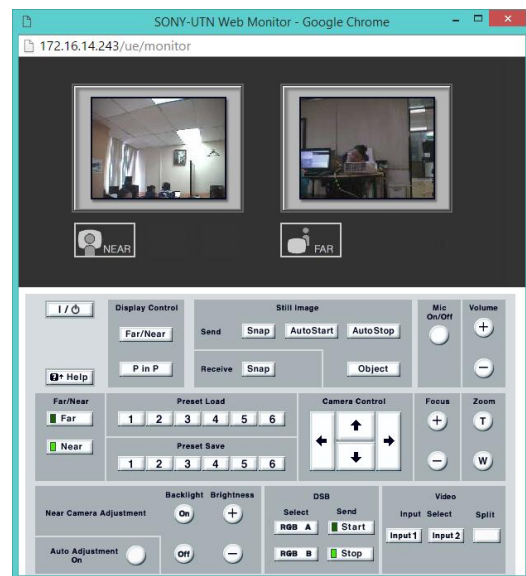 SONY-UTN Web Monitor - Google Chrome
172.16.14.243/ue/monitor
NEAR
FAR
I /
Display Control
Far/Near
P in P
Still Image
Send
Snap
AutoStart
AutoStop
Receive
Snap
Object
Mic
On/Off
Volume
+
−
?+ Help
Far/Near
Far
Near
Preset Load
1 2 3 4 5 6
Preset Save
1 2 3 4 5 6
Camera Control
Focus
+
−
Zoom
T
W
Near Camera Adjustment
Auto Adjustment
On
Backlight
On
Off
Brightness
+
−
DSB
Select
Send
RGB A
Start
RGB B
Stop
Video
Input Select
Split
Input1
Input2